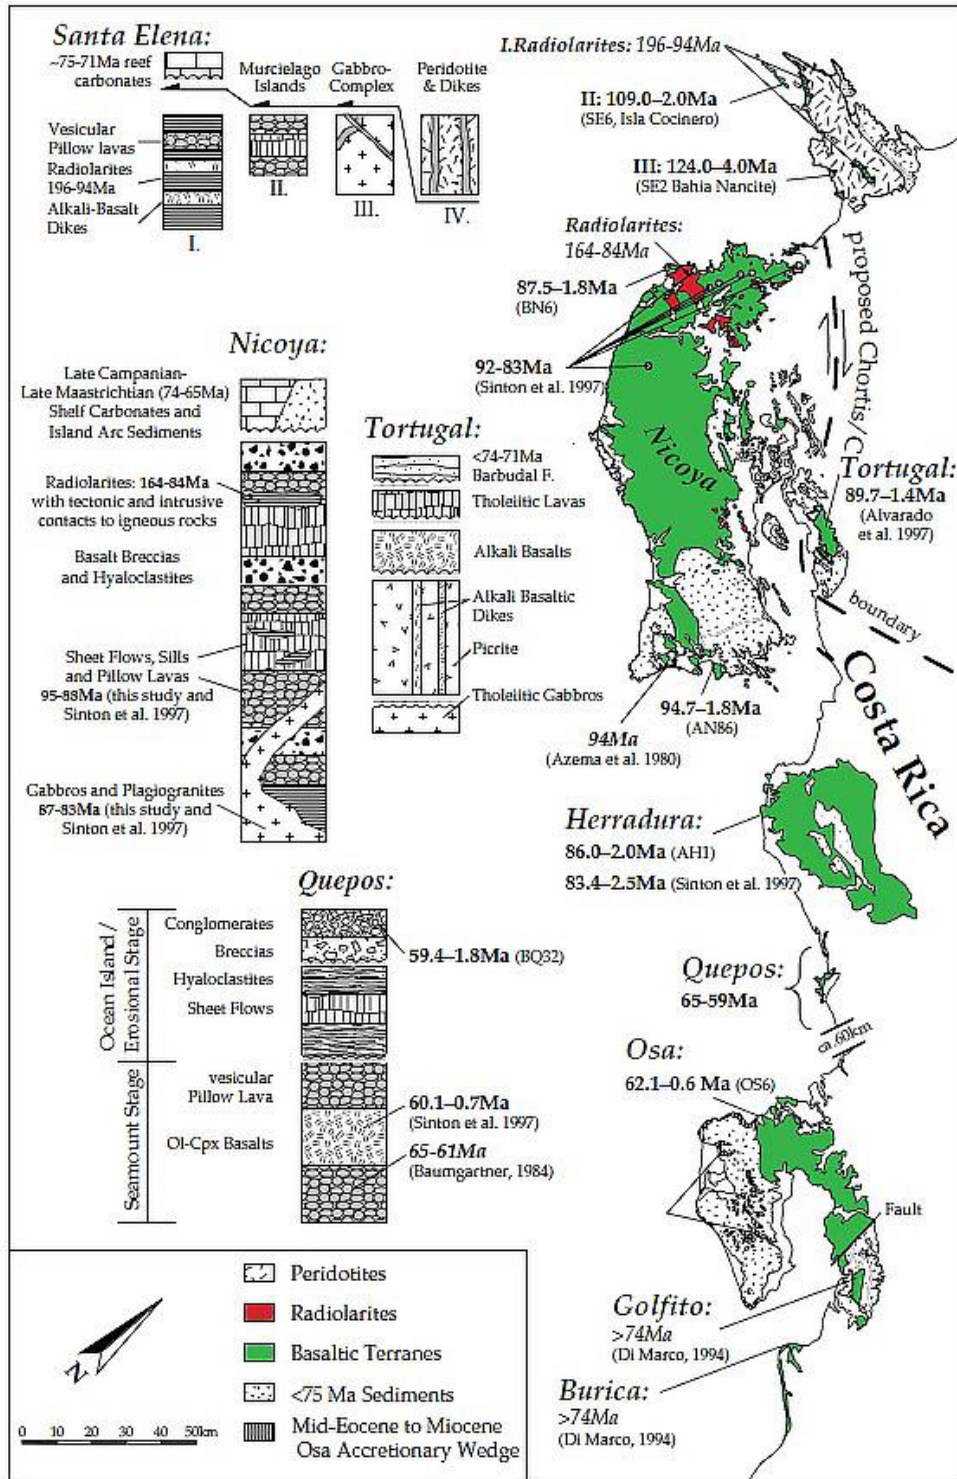 Santa Elena:
~75-71Ma reef
carbonates
Murcielago
Islands
Gabbro-
Complex
Peridotite
& Dikes
Vesicular
Pillow lavas
Radiolarites
196-94Ma
Alkali-Basalt
Dikes
I.
II.
III.
IV.
I.Radiolarites: 196-94Ma
II: 109.0–2.0Ma
(SE6, Isla Cocinero)
III: 124.0–4.0Ma
(SE2 Bahia Nancite)
Radiolarites:
164-84Ma
87.5–1.8Ma
(BN6)
92-83Ma
(Sinton et al. 1997)
Nicoya
proposed Chortis/C
boundary
Tortugal:
89.7–1.4Ma
(Alvarado
et al. 1997)
94.7–1.8Ma
(AN86)
94Ma
(Azema et al. 1980)
Costa Rica
Nicoya:
Late Campanian-
Late Maastrichtian (74-65Ma)
Shelf Carbonates and
Island Arc Sediments
Radiolarites: 164-84Ma
with tectonic and intrusive
contacts to igneous rocks
Basalt Breccias
and Hyaloclastites
Sheet Flows, Sills
and Pillow Lavas
95-88Ma (this study and
Sinton et al. 1997)
Gabbros and Plagiogranites
87-83Ma (this study and
Sinton et al. 1997)
Tortugal:
<74-71Ma
Barbudal F.
Tholeiitic Lavas
Alkali Basalts
Alkali Basaltic
Dikes
Picrite
Tholeiitic Gabbros
Herradura:
86.0–2.0Ma (AH1)
83.4–2.5Ma (Sinton et al. 1997)
Quepos:
65-59Ma
ca.60km
Osa:
62.1–0.6 Ma (OS6)
Fault
Golfito:
>74Ma
(Di Marco, 1994)
Burica:
>74Ma
(Di Marco, 1994)
Quepos:
Ocean Island/
Erosional Stage
Conglomerates
Breccias
Hyaloclastites
Sheet Flows
59.4–1.8Ma (BQ32)
Seamount Stage
vesicular
Pillow Lava
Ol-Cpx Basalts
60.1–0.7Ma
(Sinton et al. 1997)
65-61Ma
(Baumgartner, 1984)
N
0 10 20 30 40 50km
Peridotites
Radiolarites
Basaltic Terranes
<75 Ma Sediments
Mid-Eocene to Miocene
Osa Accretionary Wedge